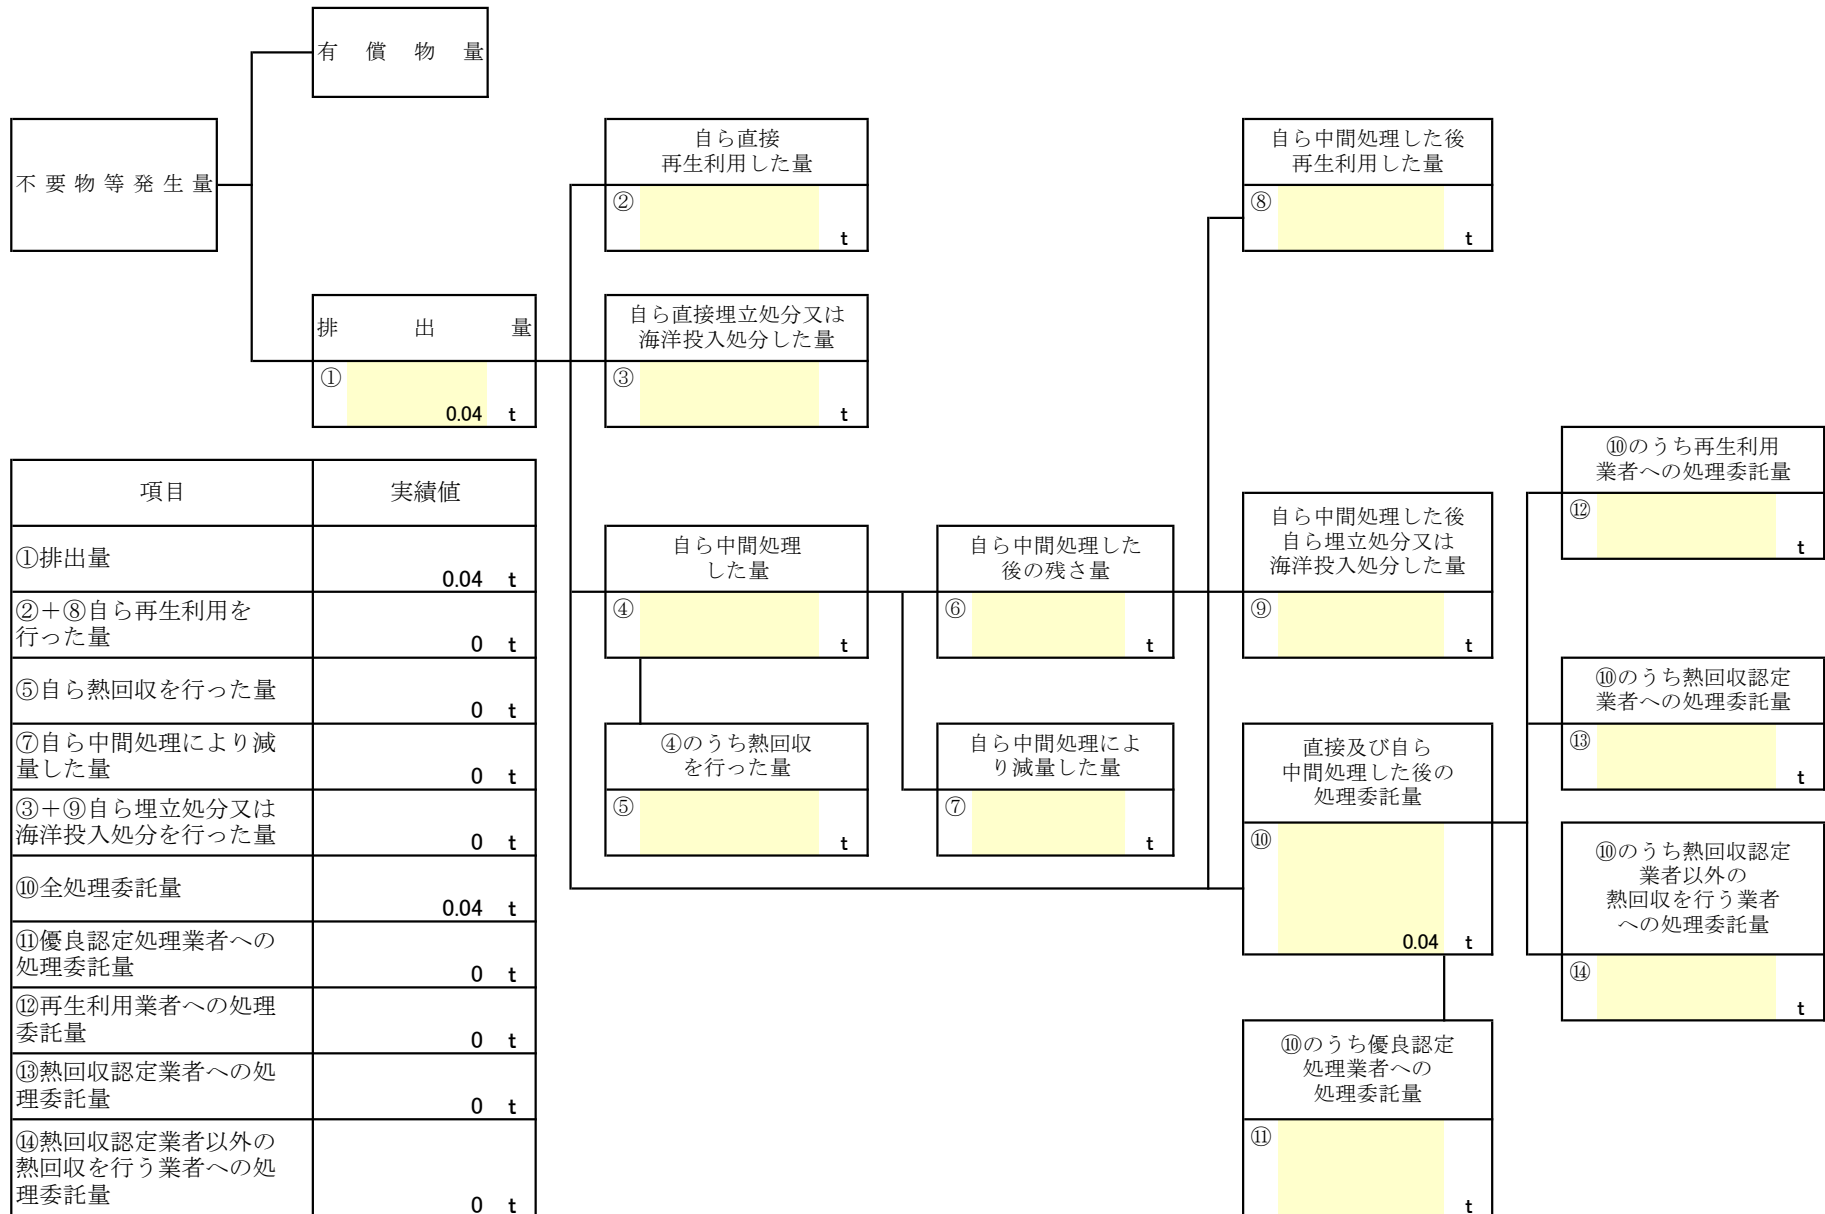 有償物量
不要物等発生量
自ら直接
再生利用した量
②
t
自ら中間処理した後
再生利用した量
⑧
t
排出量
①
0.04 t
自ら直接埋立処分又は
海洋投入処分した量
③
t
項目 実績値
①排出量
0.04 t
②＋⑧自ら再生利用を
行った量
0 t
⑤自ら熱回収を行った量
0 t
⑦自ら中間処理により減
量した量
0 t
③＋⑨自ら埋立処分又は
海洋投入処分を行った量
0 t
⑩全処理委託量
0.04 t
⑪優良認定処理業者への
処理委託量
0 t
⑫再生利用業者への処理
委託量
0 t
⑬熱回収認定業者への処
理委託量
0 t
⑭熱回収認定業者以外の
熱回収を行う業者への処
理委託量
0 t
自ら中間処理
した量
④
t
④のうち熱回収
を行った量
⑤
t
自ら中間処理した
後の残さ量
⑥
t
自ら中間処理によ
り減量した量
⑦
t
自ら中間処理した後
自ら埋立処分又は
海洋投入処分した量
⑨
t
直接及び自ら
中間処理した後の
処理委託量
⑩
0.04 t
⑩のうち優良認定
処理業者への
処理委託量
⑪
t
⑩のうち再生利用
業者への処理委託量
⑫
t
⑩のうち熱回収認定
業者への処理委託量
⑬
t
⑩のうち熱回収認定
業者以外の
熱回収を行う業者
への処理委託量
⑭
t